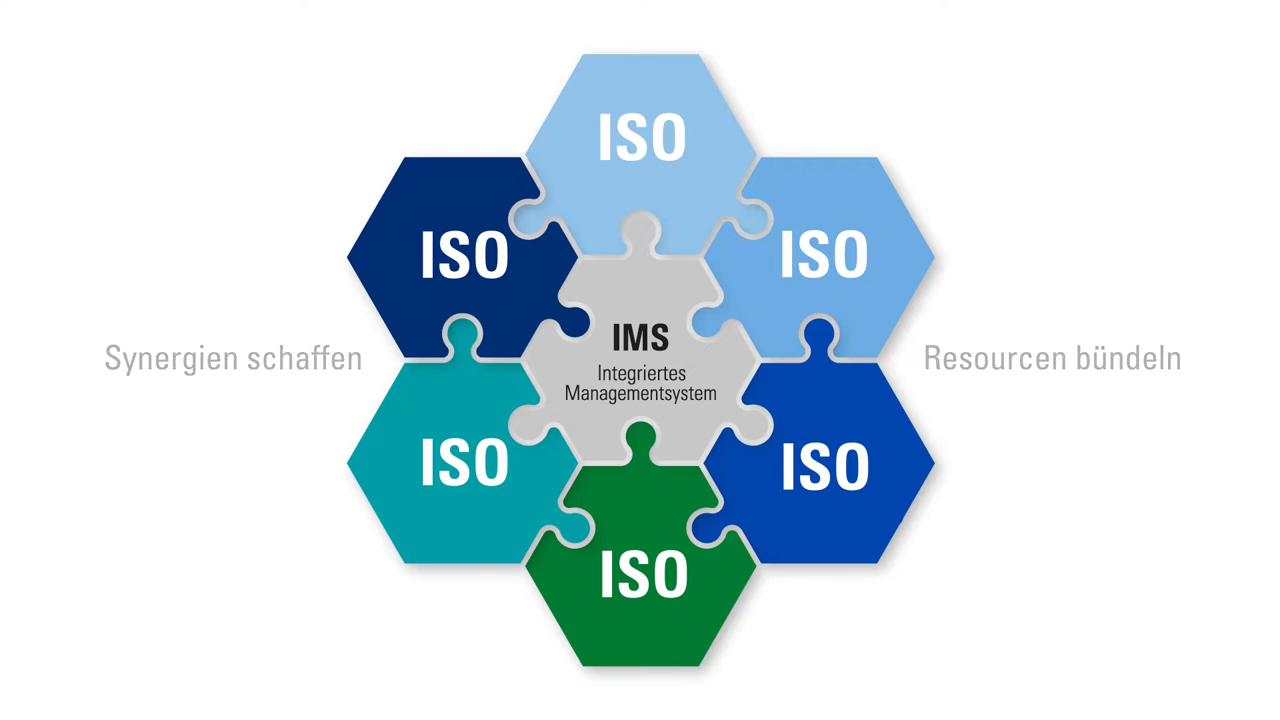 ISO
ISO
ISO
IMS
Integriertes
Managementsystem
Synergien schaffen
Resourcen bündeln
ISO
ISO
ISO